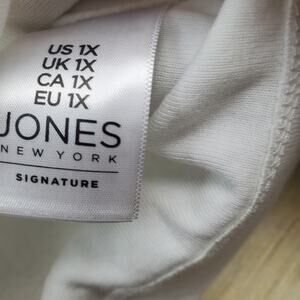 US 1X
UK 1X
CA 1X
EU 1X
JONES
NEW YORK
SIGNATURE